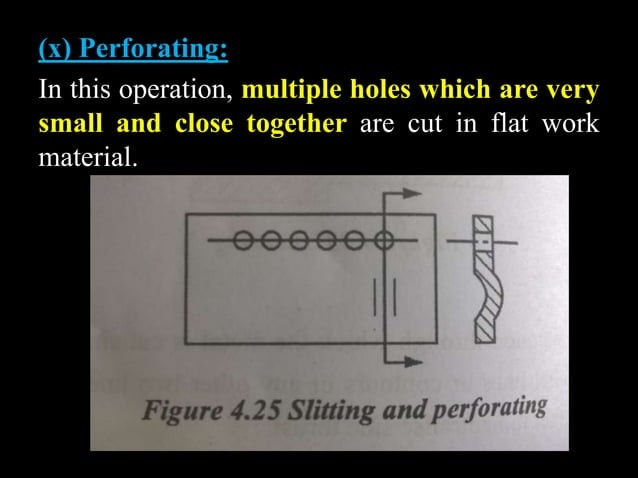 (x) Perforating:
In this operation, multiple holes which are very
small and close together are cut in flat work
material.
Figure 4.25 Slitting and perforating